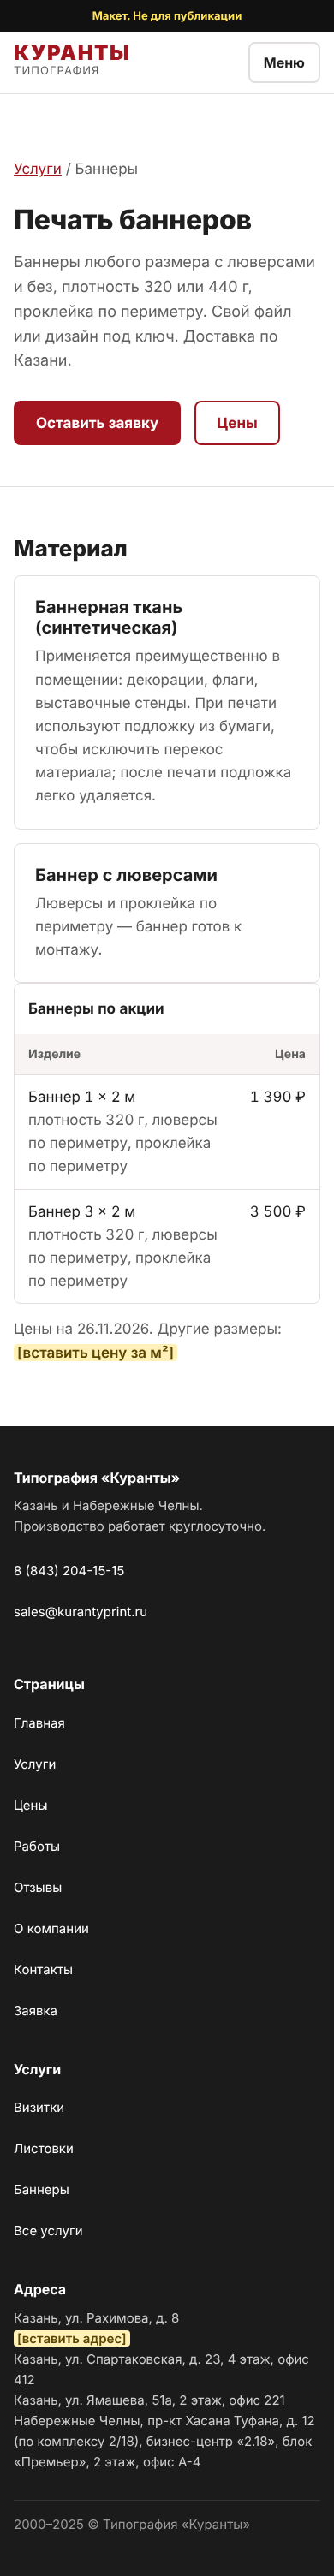 Макет. Не для публикации
КУРАНТЫ
ТИПОГРАФИЯ
Меню
Услуги / Баннеры
Печать баннеров
Баннеры любого размера с люверсами
и без, плотность 320 или 440 г,
проклейка по периметру. Свой файл
или дизайн под ключ. Доставка по
Казани.
Оставить заявку
Цены
Материал
Баннерная ткань
(синтетическая)
Применяется преимущественно в
помещении: декорации, флаги,
выставочные стенды. При печати
используют подложку из бумаги,
чтобы исключить перекос
материала; после печати подложка
легко удаляется.
Баннер с люверсами
Люверсы и проклейка по
периметру — баннер готов к
монтажу.
Баннеры по акции
Изделие Цена
Баннер 1 × 2 м 1 390 ₽
плотность 320 г, люверсы
по периметру, проклейка
по периметру
Баннер 3 × 2 м 3 500 ₽
плотность 320 г, люверсы
по периметру, проклейка
по периметру
Цены на 26.11.2026. Другие размеры:
[вставить цену за м²]
Типография «Куранты»
Казань и Набережные Челны.
Производство работает круглосуточно.
8 (843) 204-15-15
sales@kurantyprint.ru
Страницы
Главная
Услуги
Цены
Работы
Отзывы
О компании
Контакты
Заявка
Услуги
Визитки
Листовки
Баннеры
Все услуги
Адреса
Казань, ул. Рахимова, д. 8
[вставить адрес]
Казань, ул. Спартаковская, д. 23, 4 этаж, офис
412
Казань, ул. Ямашева, 51а, 2 этаж, офис 221
Набережные Челны, пр-кт Хасана Туфана, д. 12
(по комплексу 2/18), бизнес-центр «2.18», блок
«Премьер», 2 этаж, офис А-4
2000–2025 © Типография «Куранты»